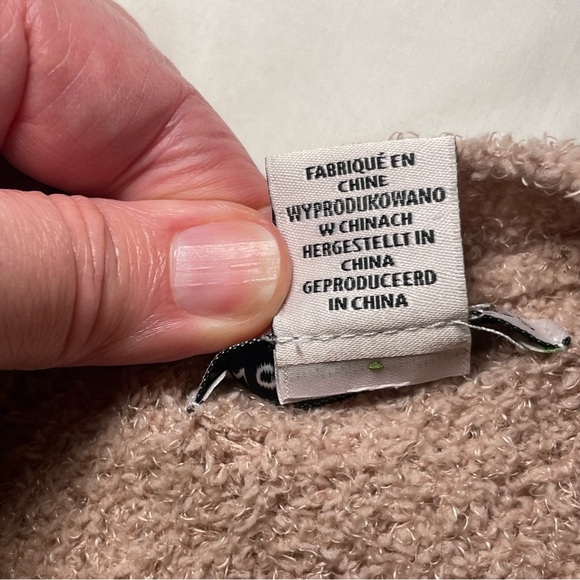 FABRIQUÉ EN
CHINE
WYPRODUKOWANO
W CHINACH
HERGESTELLT IN
CHINA
GEPRODUCEERD
IN CHINA